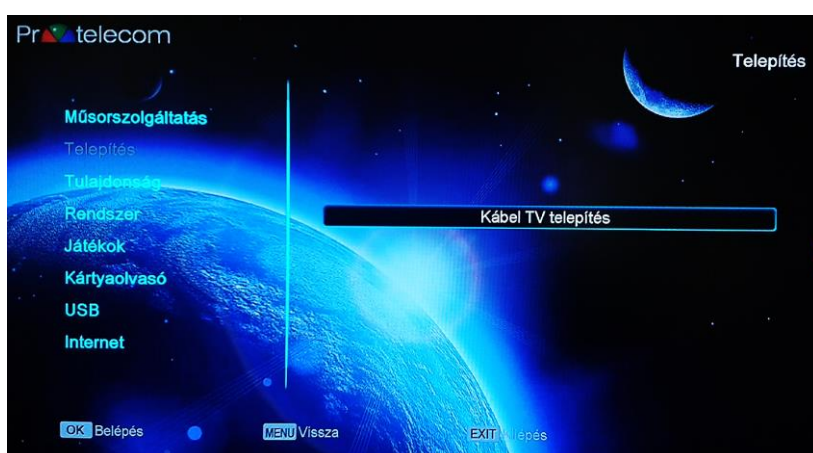 Pr telecom
Telepítés
Műsorszolgáltatás
Telepítés
Tulajdonság
Rendszer
Kábel TV telepítés
Játékok
Kártyaolvasó
USB
Internet
OK Belépés
MENU Vissza
EXIT Kilépés